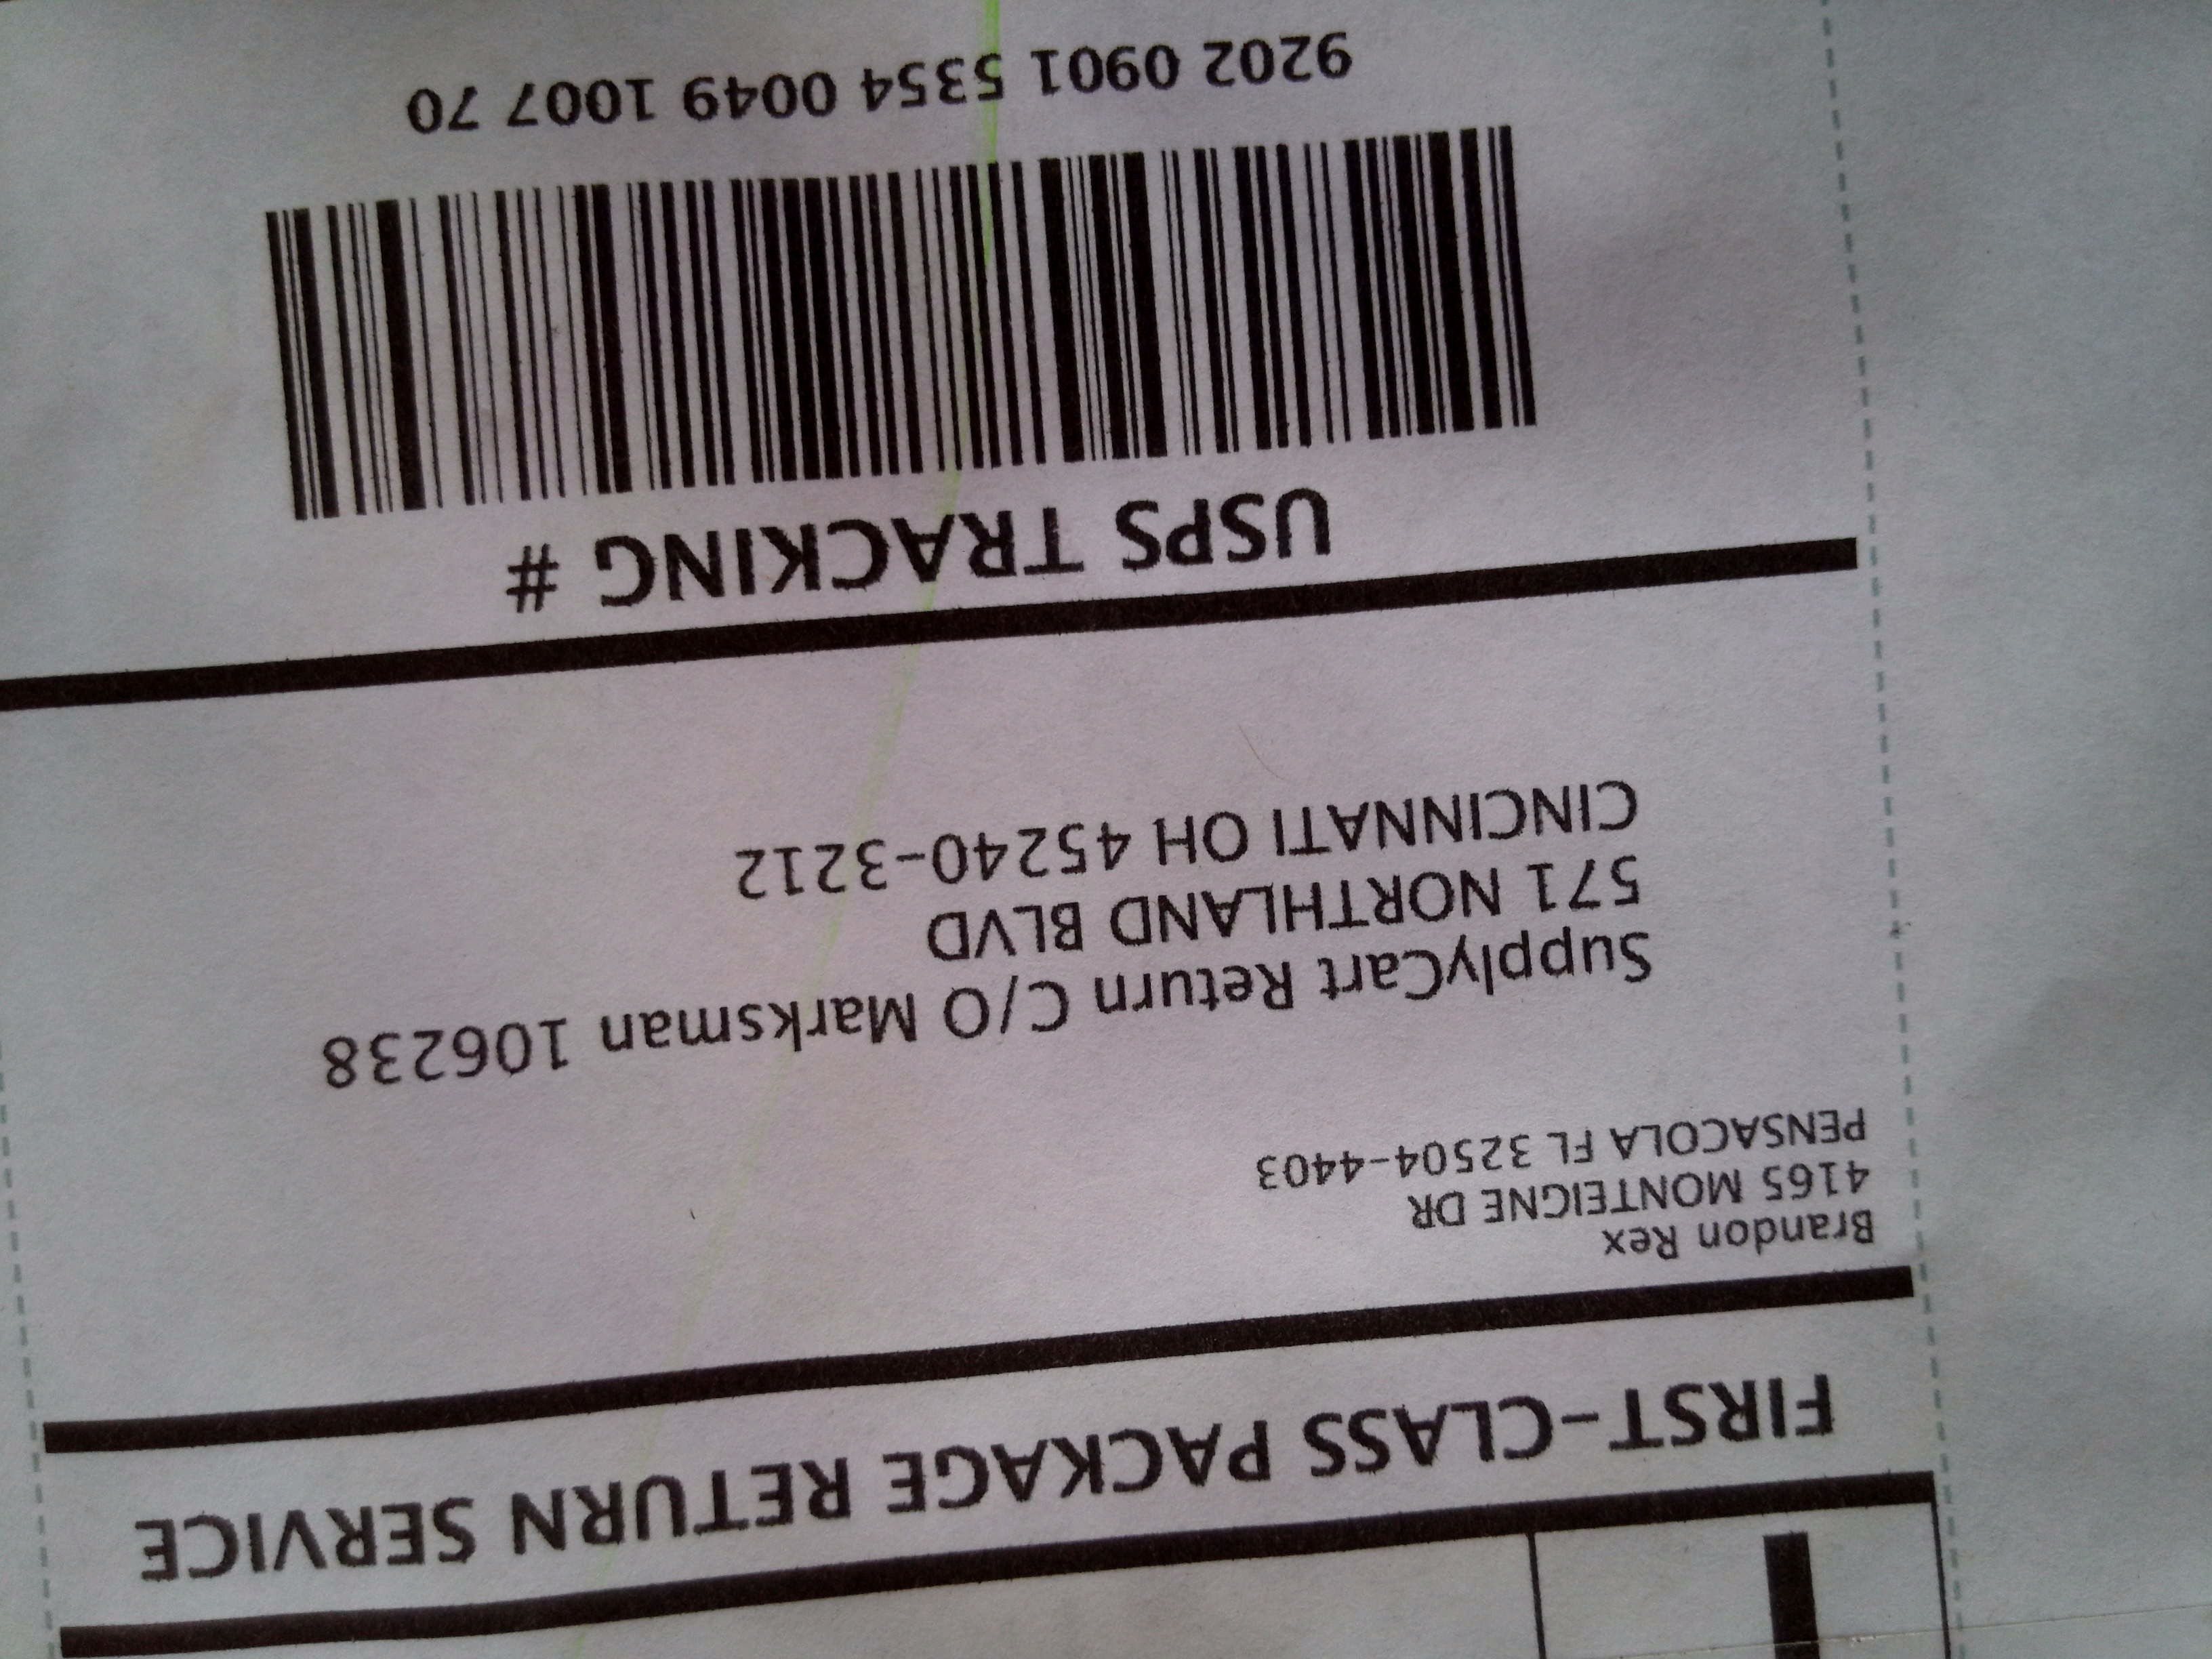 FIRST-CLASS PACKAGE RETURN SERVICE
Brandon Rex
4165 MONTEIGNE DR
PENSACOLA FL 32504-4403
SupplyCart Return C/O Marksman 106238
571 NORTHLAND BLVD
CINCINNATI OH 45240-3212
USPS TRACKING #
9202 0901 5354 0049 1007 70